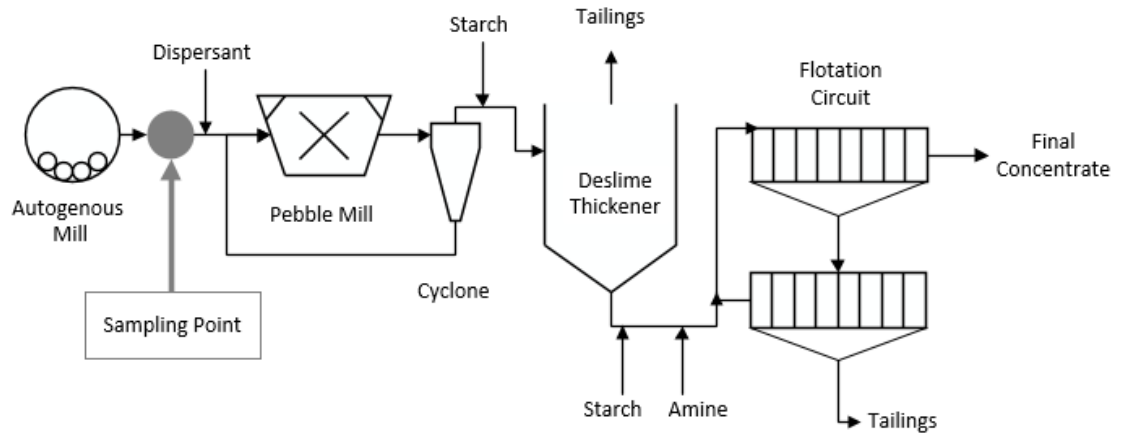 Tailings
Starch
Dispersant
Flotation
Circuit
Final
Concentrate
Deslime
Thickener
Autogenous
Mill
Pebble Mill
Cyclone
Sampling Point
Starch
Amine
Tailings